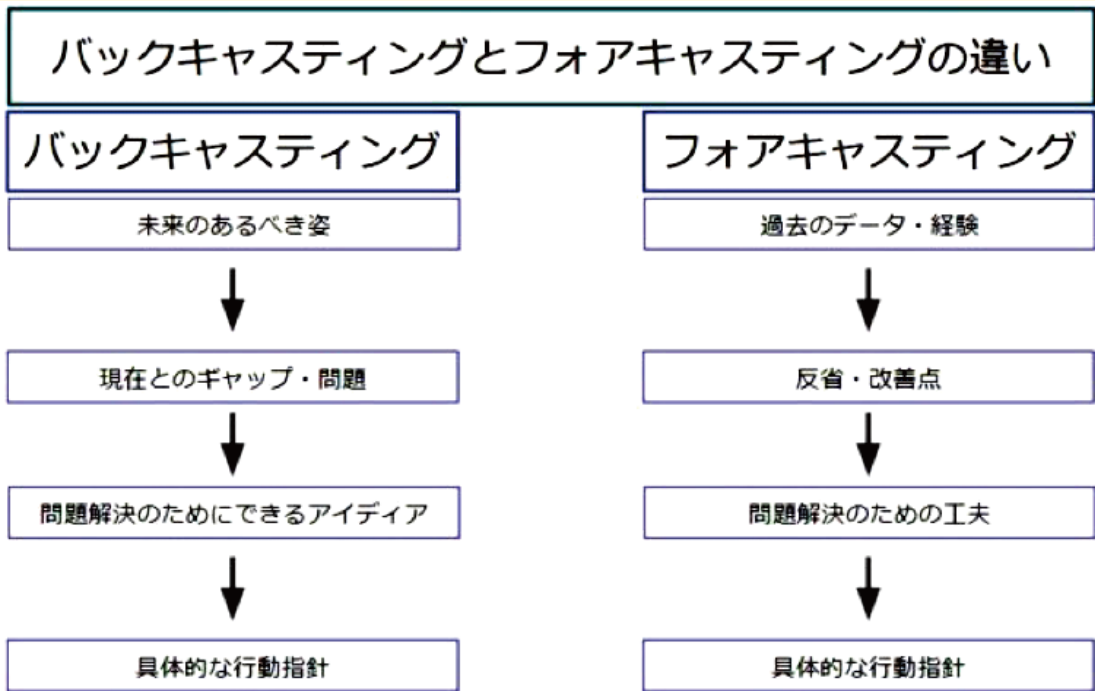 バックキャスティングとフォアキャスティングの違い
バックキャスティング
未来のあるべき姿
現在とのギャップ・問題
問題解決のためにできるアイディア
具体的な行動指針
フォアキャスティング
過去のデータ・経験
反省・改善点
問題解決のための工夫
具体的な行動指針